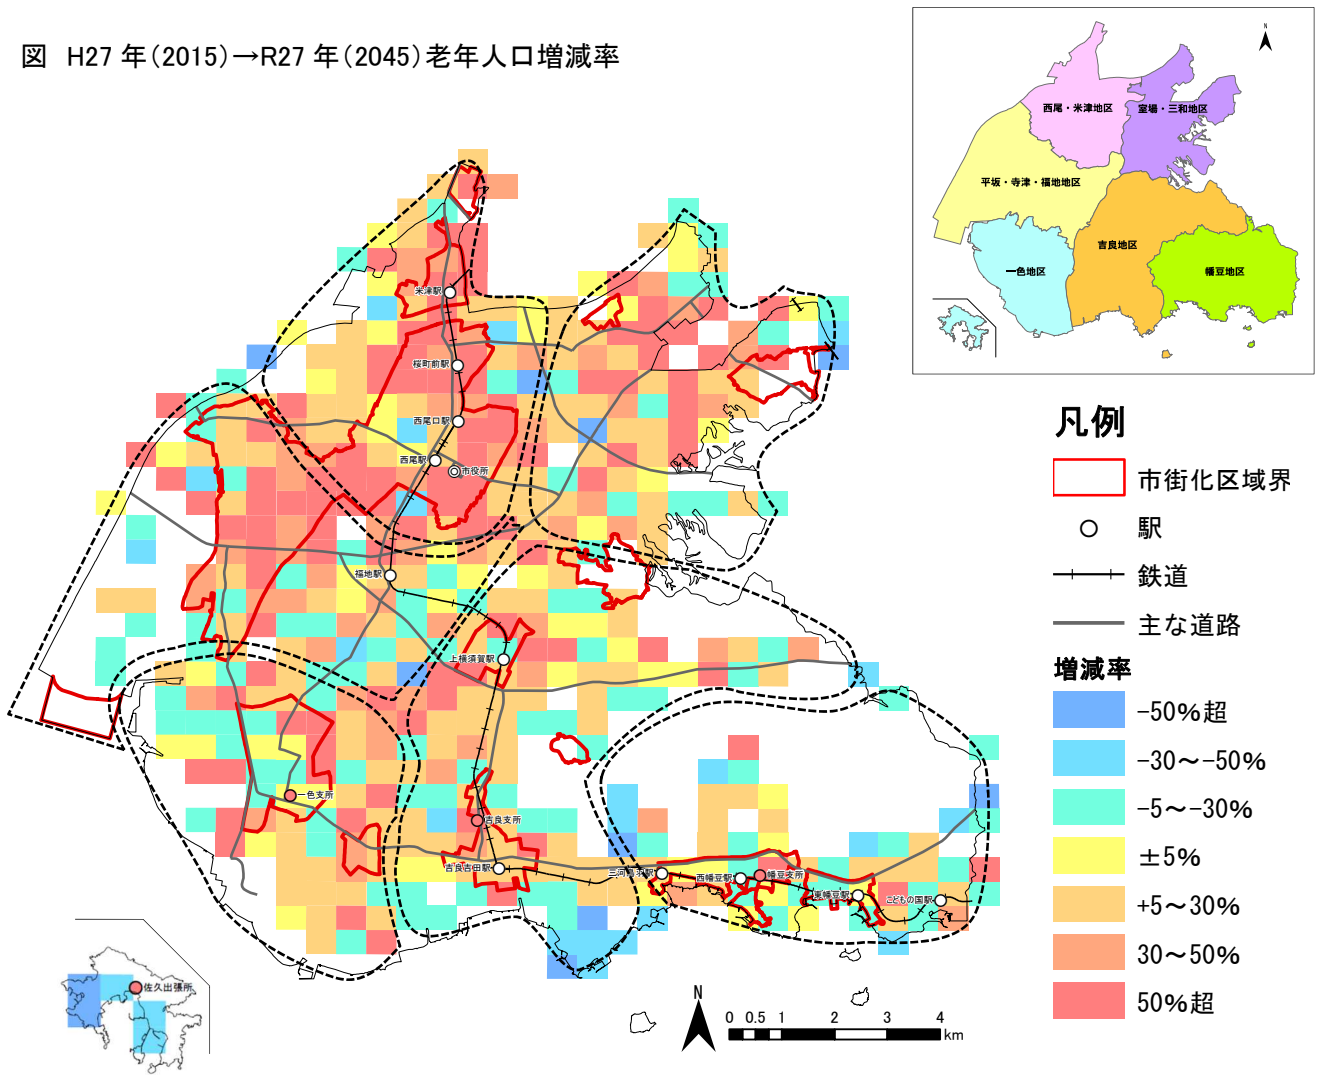 図 H27 年（2015）→R27 年（2045）老年人口増減率
N
西尾・米津地区
室場・三和地区
平坂・寺津・福地地区
吉良地区
一色地区
幡豆地区
米津駅
桜町前駅
西尾口駅
西尾駅
市役所
福地駅
上横須賀駅
一色支所
吉良支所
吉良吉田駅
三河鳥羽駅
西幡豆駅
幡豆支所
東幡豆駅
こどもの国駅
佐久出張所
凡例
市街化区域界
駅
鉄道
主な道路
増減率
-50%超
-30～-50%
-5～-30%
±5%
+5～30%
30～50%
50%超
N
0 0.5 1 2 3 4
km